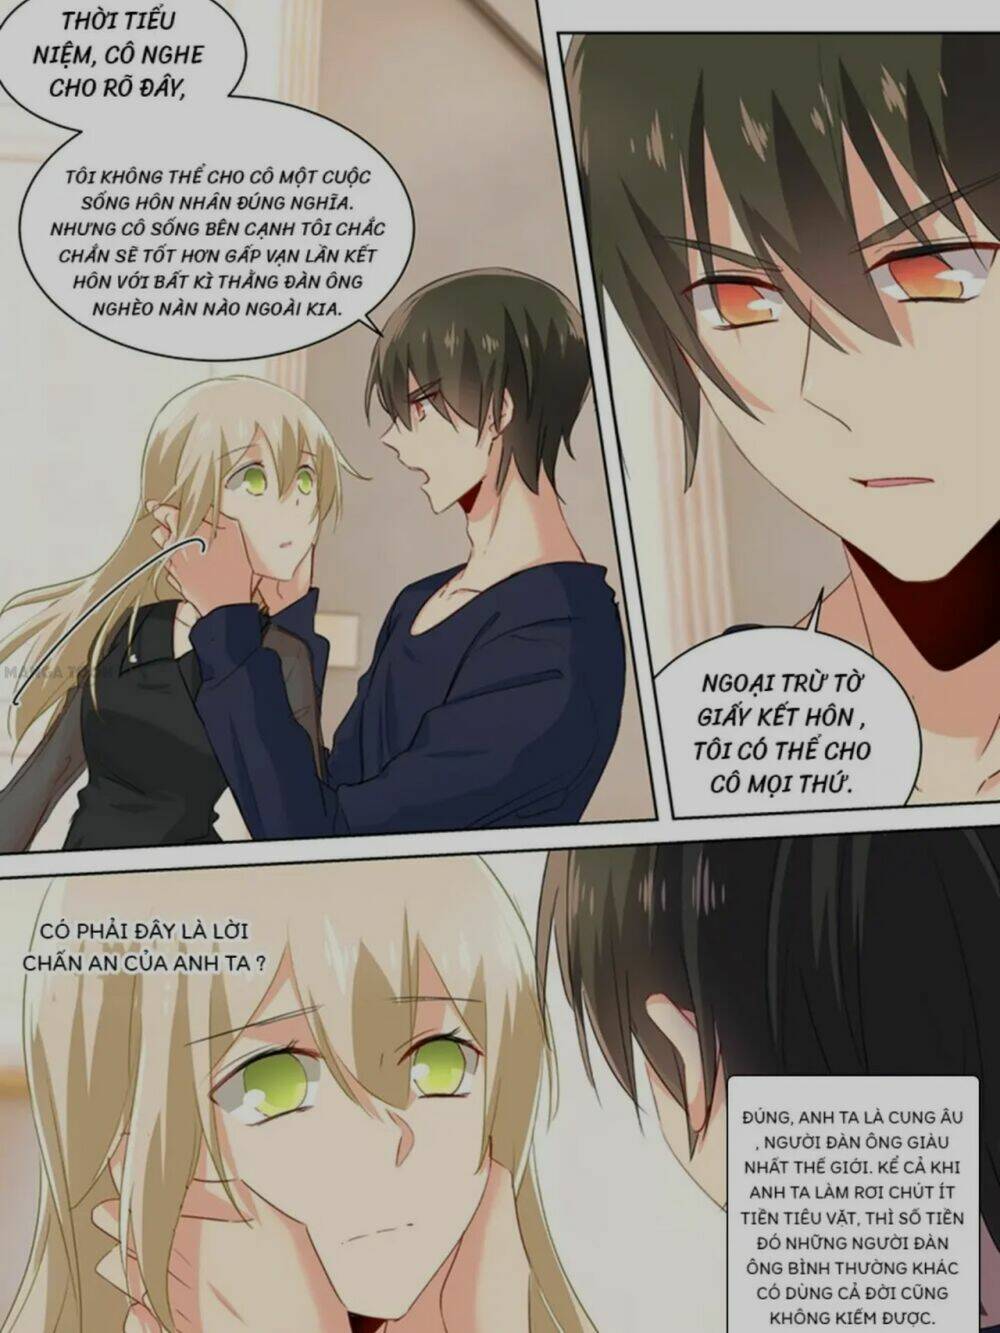 THỜI TIỂU
NIỆM, CÔ NGHE
CHO RÕ ĐÂY,
TÔI KHÔNG THỂ CHO CÔ MỘT CUỘC
SỐNG HÔN NHÂN ĐÚNG NGHĨA.
NHƯNG CÔ SỐNG BÊN CẠNH TÔI CHẮC
CHẮN SẼ TỐT HƠN GẤP VẠN LẦN KẾT
HÔN VỚI BẤT KÌ THẰNG ĐÀN ÔNG
NGHÈO NÀN NÀO NGOÀI KIA.
MANGA TOON
NGOẠI TRỪ TỜ
GIẤY KẾT HÔN ,
TÔI CÓ THỂ CHO
CÔ MỌI THỨ.
CÓ PHẢI ĐÂY LÀ LỜI
CHẤN AN CỦA ANH TA ?
ĐÚNG, ANH TA LÀ CUNG ÂU
, NGƯỜI ĐÀN ÔNG GIÀU
NHẤT THẾ GIỚI. KỂ CẢ KHI
ANH TA LÀM RƠI CHÚT ÍT
TIỀN TIÊU VẶT, THÌ SỐ TIỀN
ĐÓ NHỮNG NGƯỜI ĐÀN
ÔNG BÌNH THƯỜNG KHÁC
CÓ DÙNG CẢ ĐỜI CŨNG
KHÔNG KIẾM ĐƯỢC.